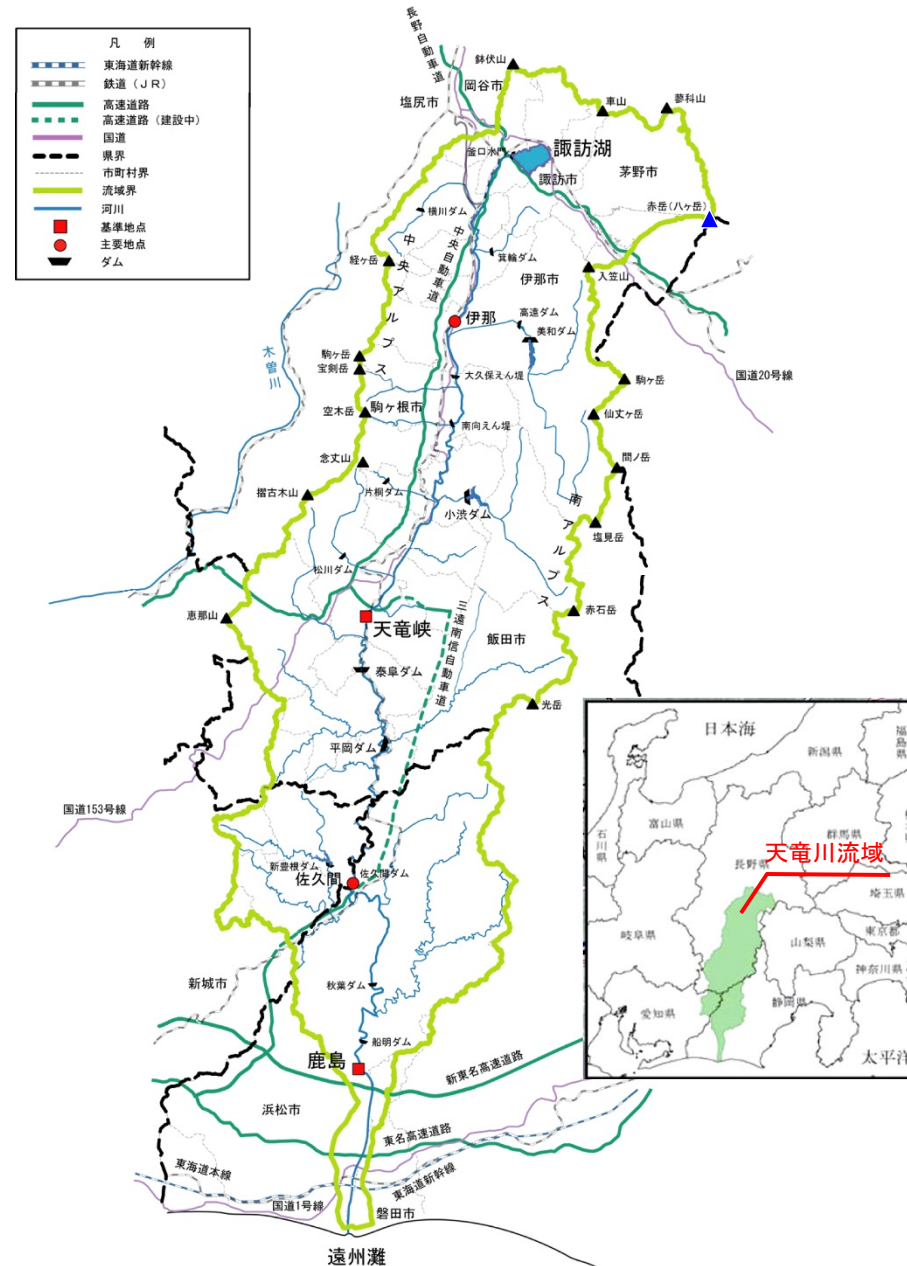 凡 例
東海道新幹線
鉄道（ＪＲ）
高速道路
高速道路（建設中）
国道
県界
市町村界
流域界
河川
基準地点
主要地点
ダム
長野自動車道
鉢伏山
岡谷市
塩尻市
車山
蓼科山
釜口水門
諏訪湖
諏訪市
茅野市
赤岳(八ヶ岳)
横川ダム
中央自動車道
箕輪ダム
経ヶ岳
中央アルプス
伊那市
入笠山
高遠ダム
伊那
美和ダム
木曽川
駒ヶ岳
宝剣岳
大久保えん堤
国道20号線
駒ヶ岳
空木岳
駒ヶ根市
仙丈ヶ岳
南向えん堤
念丈山
間ノ岳
摺古木山
片桐ダム
小渋ダム
南アルプス
塩見岳
松川ダム
恵那山
天竜峡
三遠南信自動車道
赤石岳
飯田市
泰阜ダム
光岳
平岡ダム
国道153号線
新豊根ダム
佐久間
佐久間ダム
新城市
秋葉ダム
船明ダム
鹿島
新東名高速道路
浜松市
東名高速道路
東海道本線
東海道新幹線
国道1号線
磐田市
遠州灘
日本海
新潟県
福島県
富山県
石川県
群馬県
長野県
天竜川流域
埼玉県
岐阜県
東京都
山梨県
神奈川県
愛知県
静岡県
太平洋